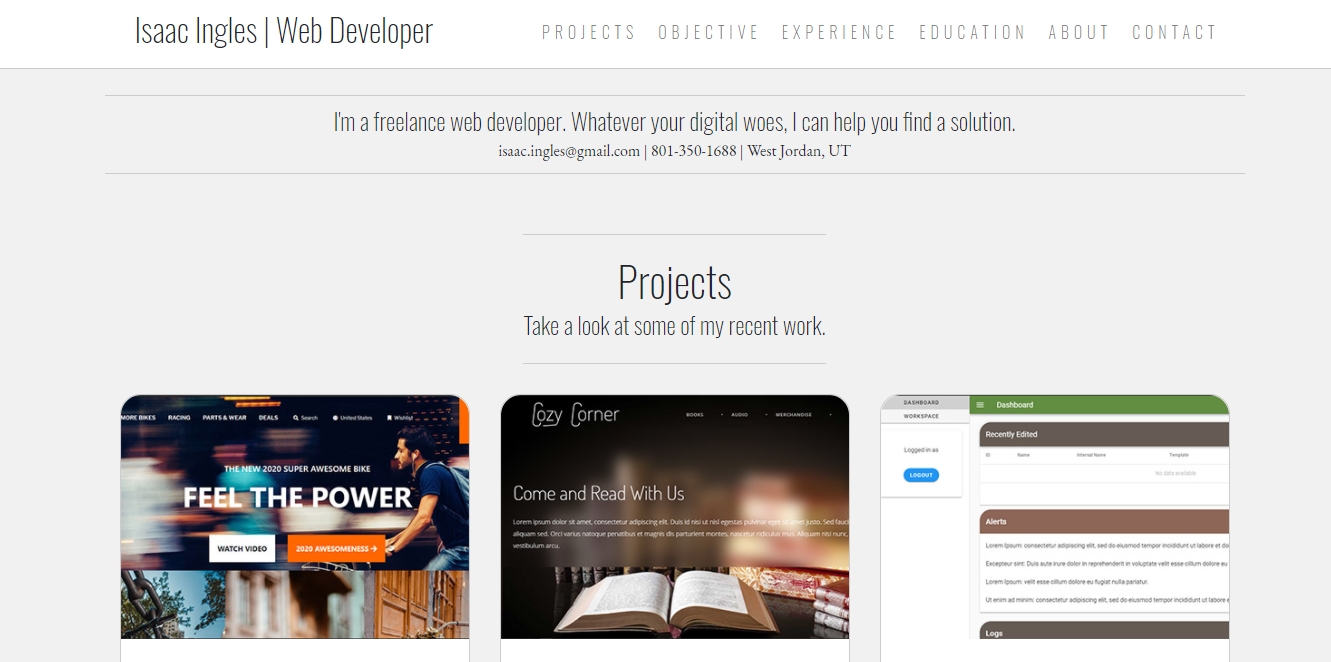 Isaac Ingles | Web Developer
PROJECTS OBJECTIVE EXPERIENCE EDUCATION ABOUT CONTACT
I'm a freelance web developer. Whatever your digital woes, I can help you find a solution.
isaac.ingles@gmail.com | 801-350-1688 | West Jordan, UT
Projects
Take a look at some of my recent work.
MORE BIKES RACING PARTS & WEAR DEALS Search United States Wishlist
THE NEW 2020 SUPER AWESOME BIKE
FEEL THE POWER
WATCH VIDEO 2020 AWESOMENESS →
Cozy Corner
BOOKS • AUDIO • MERCHANDISE •
Come and Read With Us
Lorem ipsum dolor sit amet, consectetur adipiscing elit. Duis id nisi ut nisl egestas pulvinar eget sit amet justo. Sed fauci
aliquam sed. Orci varius natoque penatibus et magnis dis parturient montes, nascetur ridiculus mus. Aliquam nisi nunc,
vestibulum arcu.
DASHBOARD
WORKSPACE
Logged in as
LOGOUT
Dashboard
Recently Edited
ID Name Internal Name Template
No data available
Alerts
Lorem Ipsum: consectetur adipiscing elit, sed do eiusmod tempor incididunt ut labore et do
Excepteur sint: Duis aute irure dolor in reprehenderit in voluptate velit esse cillum dolore eu
Lorem Ipsum: velit esse cillum dolore eu fugiat nulla pariatur.
Ut enim ad minim: consectetur adipiscing elit, sed do eiusmod tempor incididunt ut labore e
Logs